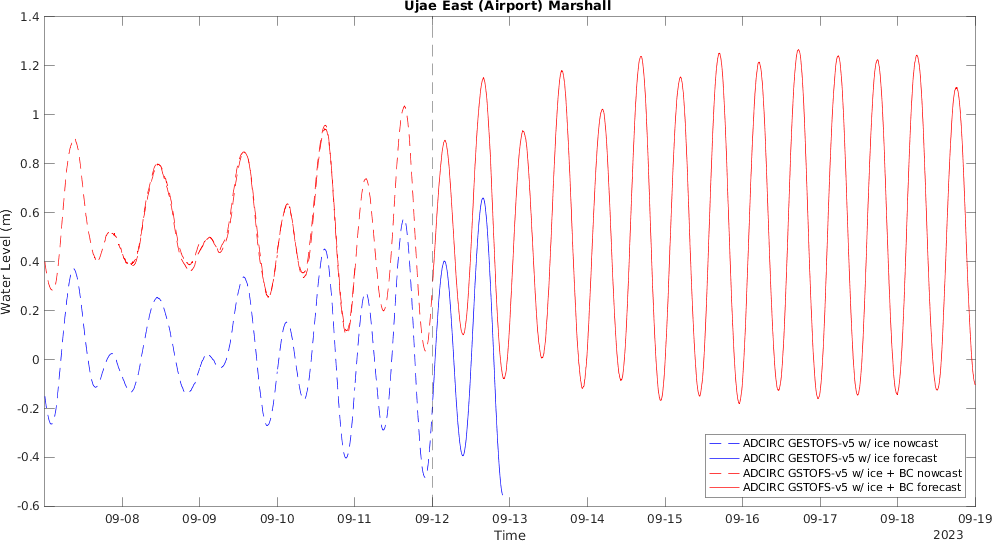 Ujae East (Airport) Marshall
1.4
1.2
1
0.8
0.6
0.4
0.2
0
-0.2
-0.4
-0.6
Water Level (m)
ADCIRC GESTOFS-v5 w/ ice nowcast
ADCIRC GESTOFS-v5 w/ ice forecast
ADCIRC GSTOFS-v5 w/ ice + BC nowcast
ADCIRC GSTOFS-v5 w/ ice + BC forecast
09-08 09-09 09-10 09-11 09-12 09-13 09-14 09-15 09-16 09-17 09-18 09-19
Time
2023